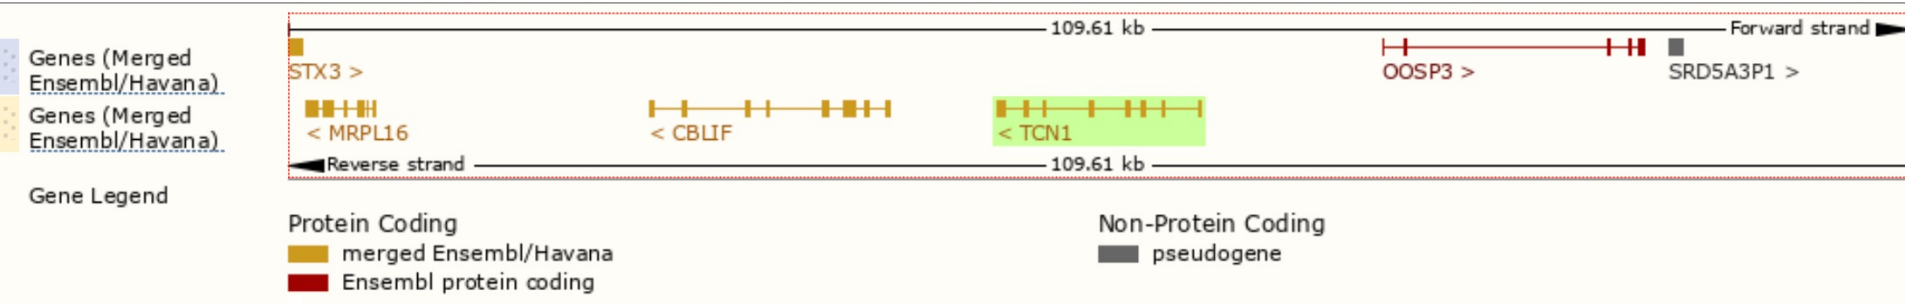 109.61 kb Forward strand
Genes (Merged
Ensembl/Havana)
STX3 > OOSP3 > SRD5A3P1 >
Genes (Merged
Ensembl/Havana)
< MRPL16 < CBLIF < TCN1
Reverse strand 109.61 kb
Gene Legend
Protein Coding Non-Protein Coding
merged Ensembl/Havana pseudogene
Ensembl protein coding